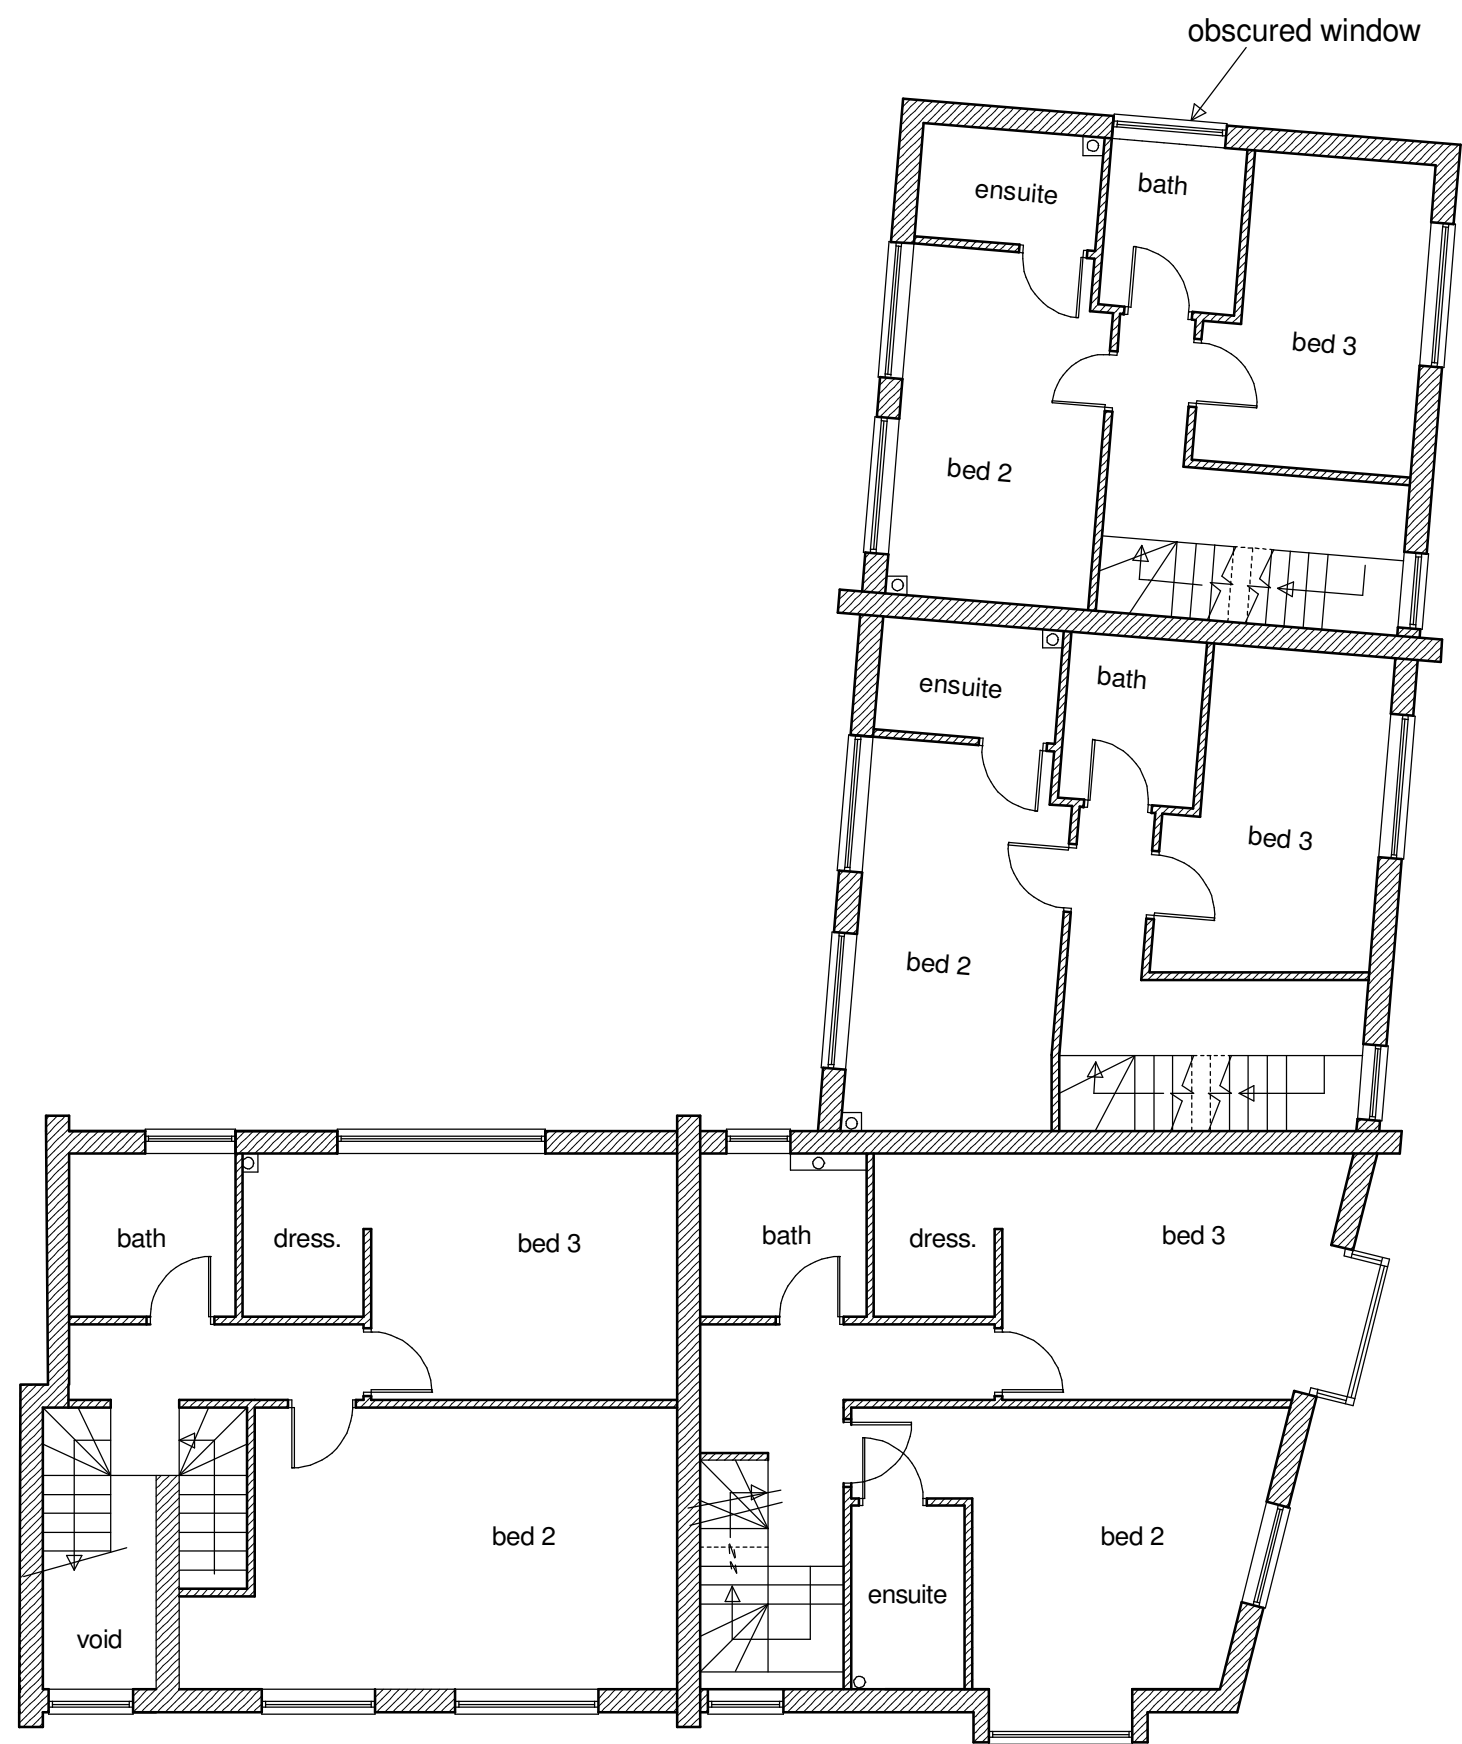 obscured window
ensuite
bath
bed 3
bed 2
ensuite
bath
bed 3
bed 2
bath
dress.
bed 3
bath
dress.
bed 3
bed 2
bed 2
ensuite
void